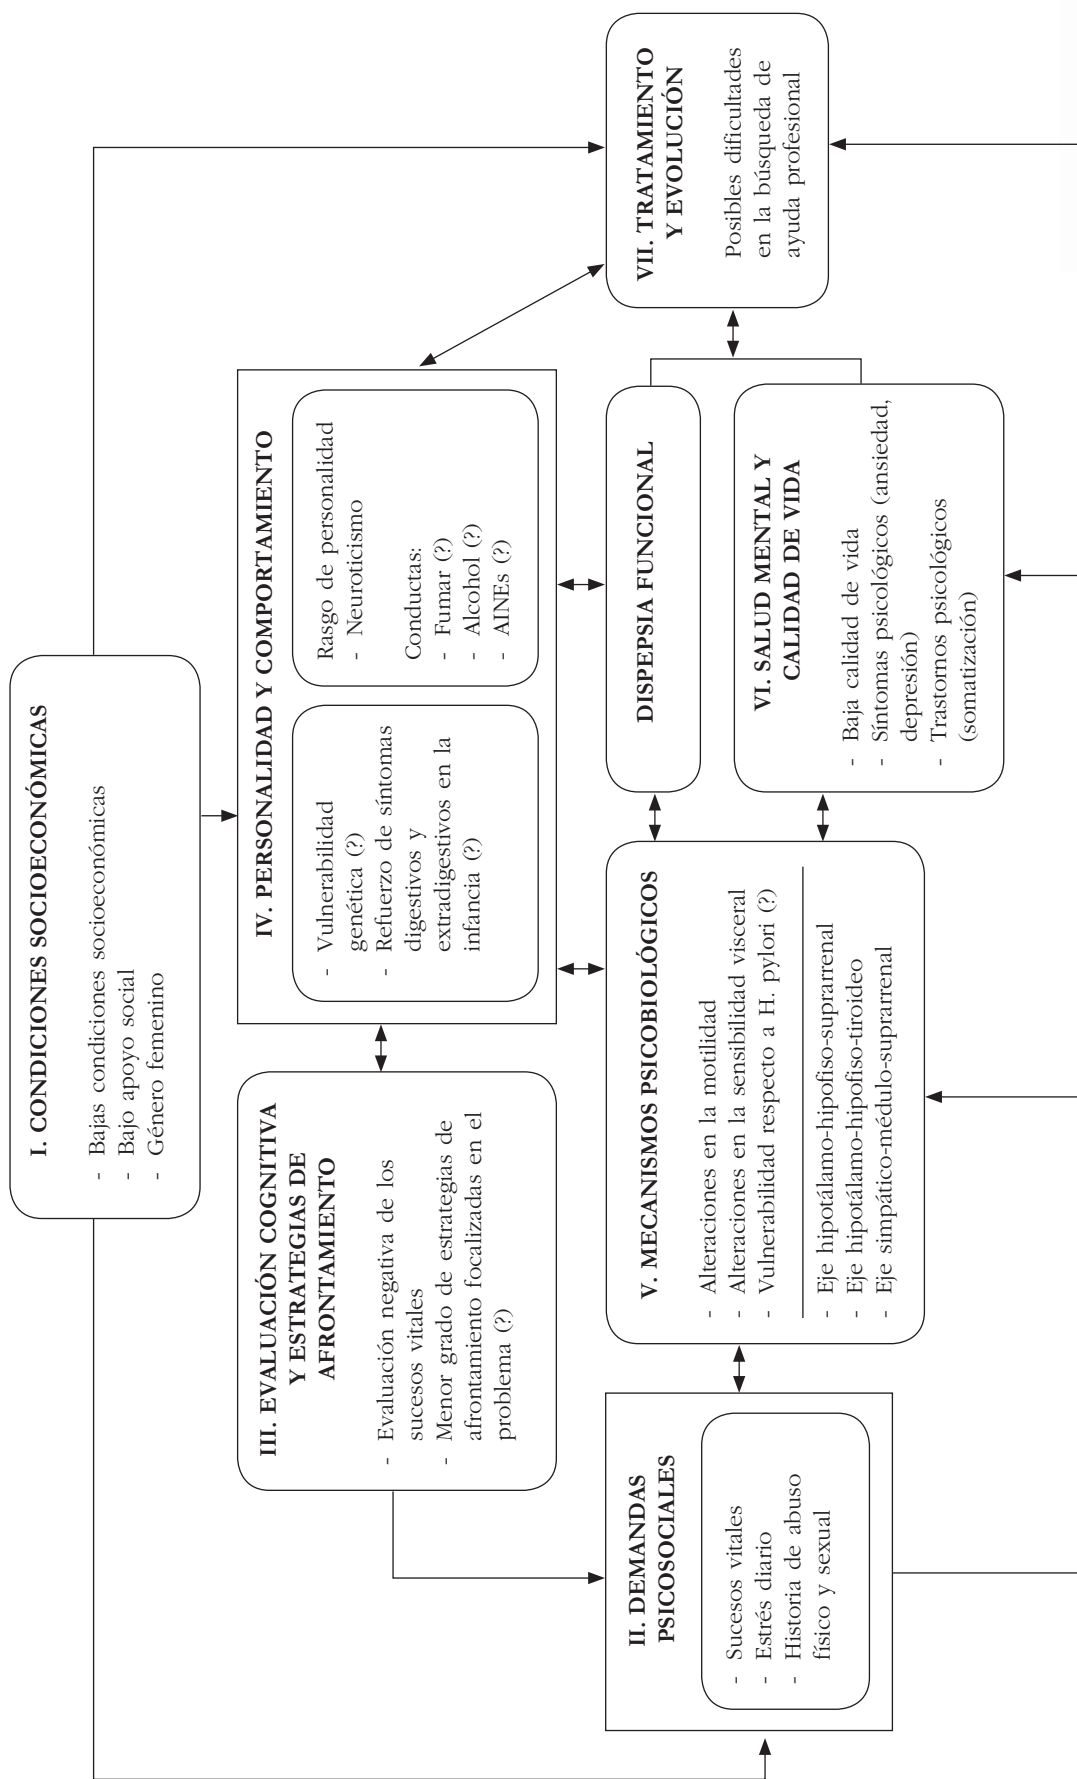 I. CONDICIONES SOCIOECONÓMICAS
- Bajas condiciones socioeconómicas
- Bajo apoyo social
- Género femenino
III. EVALUACIÓN COGNITIVA
Y ESTRATEGIAS DE
AFRONTAMIENTO
- Evaluación negativa de los
sucesos vitales
- Menor grado de estrategias de
afrontamiento focalizadas en el
problema (?)
IV. PERSONALIDAD Y COMPORTAMIENTO
- Vulnerabilidad
genética (?)
- Refuerzo de síntomas
digestivos y
extradigestivos en la
infancia (?)
Rasgo de personalidad
- Neuroticismo
Conductas:
- Fumar (?)
- Alcohol (?)
- AINEs (?)
II. DEMANDAS
PSICOSOCIALES
- Sucesos vitales
- Estrés diario
- Historia de abuso
físico y sexual
V. MECANISMOS PSICOBIOLÓGICOS
- Alteraciones en la motilidad
- Alteraciones en la sensibilidad visceral
- Vulnerabilidad respecto a H. pylori (?)
- Eje hipotálamo-hipofiso-suprarrenal
- Eje hipotálamo-hipofiso-tiroideo
- Eje simpático-médulo-suprarrenal
DISPEPSIA FUNCIONAL
VI. SALUD MENTAL Y
CALIDAD DE VIDA
- Baja calidad de vida
- Síntomas psicológicos (ansiedad,
depresión)
- Trastornos psicológicos
(somatización)
VII. TRATAMIENTO
Y EVOLUCIÓN
Posibles dificultades
en la búsqueda de
ayuda profesional